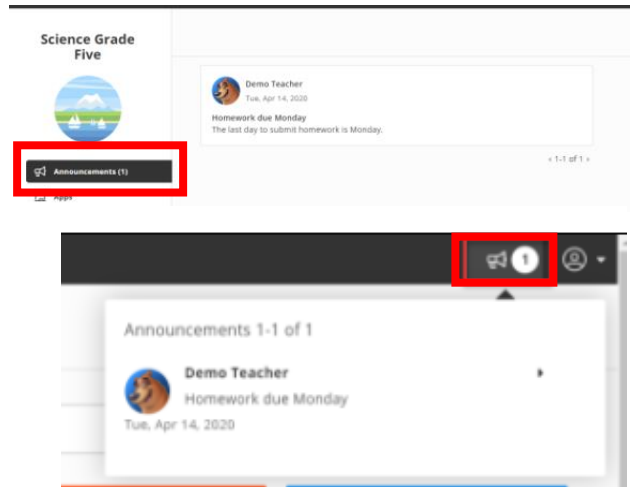 Science Grade
Five
Demo Teacher
Tue, Apr 14, 2020
Homework due Monday
The last day to submit homework is Monday.
‹ 1-1 of 1 ›
Announcements (1)
Apps
1
Announcements 1-1 of 1
Demo Teacher
Homework due Monday
Tue, Apr 14, 2020